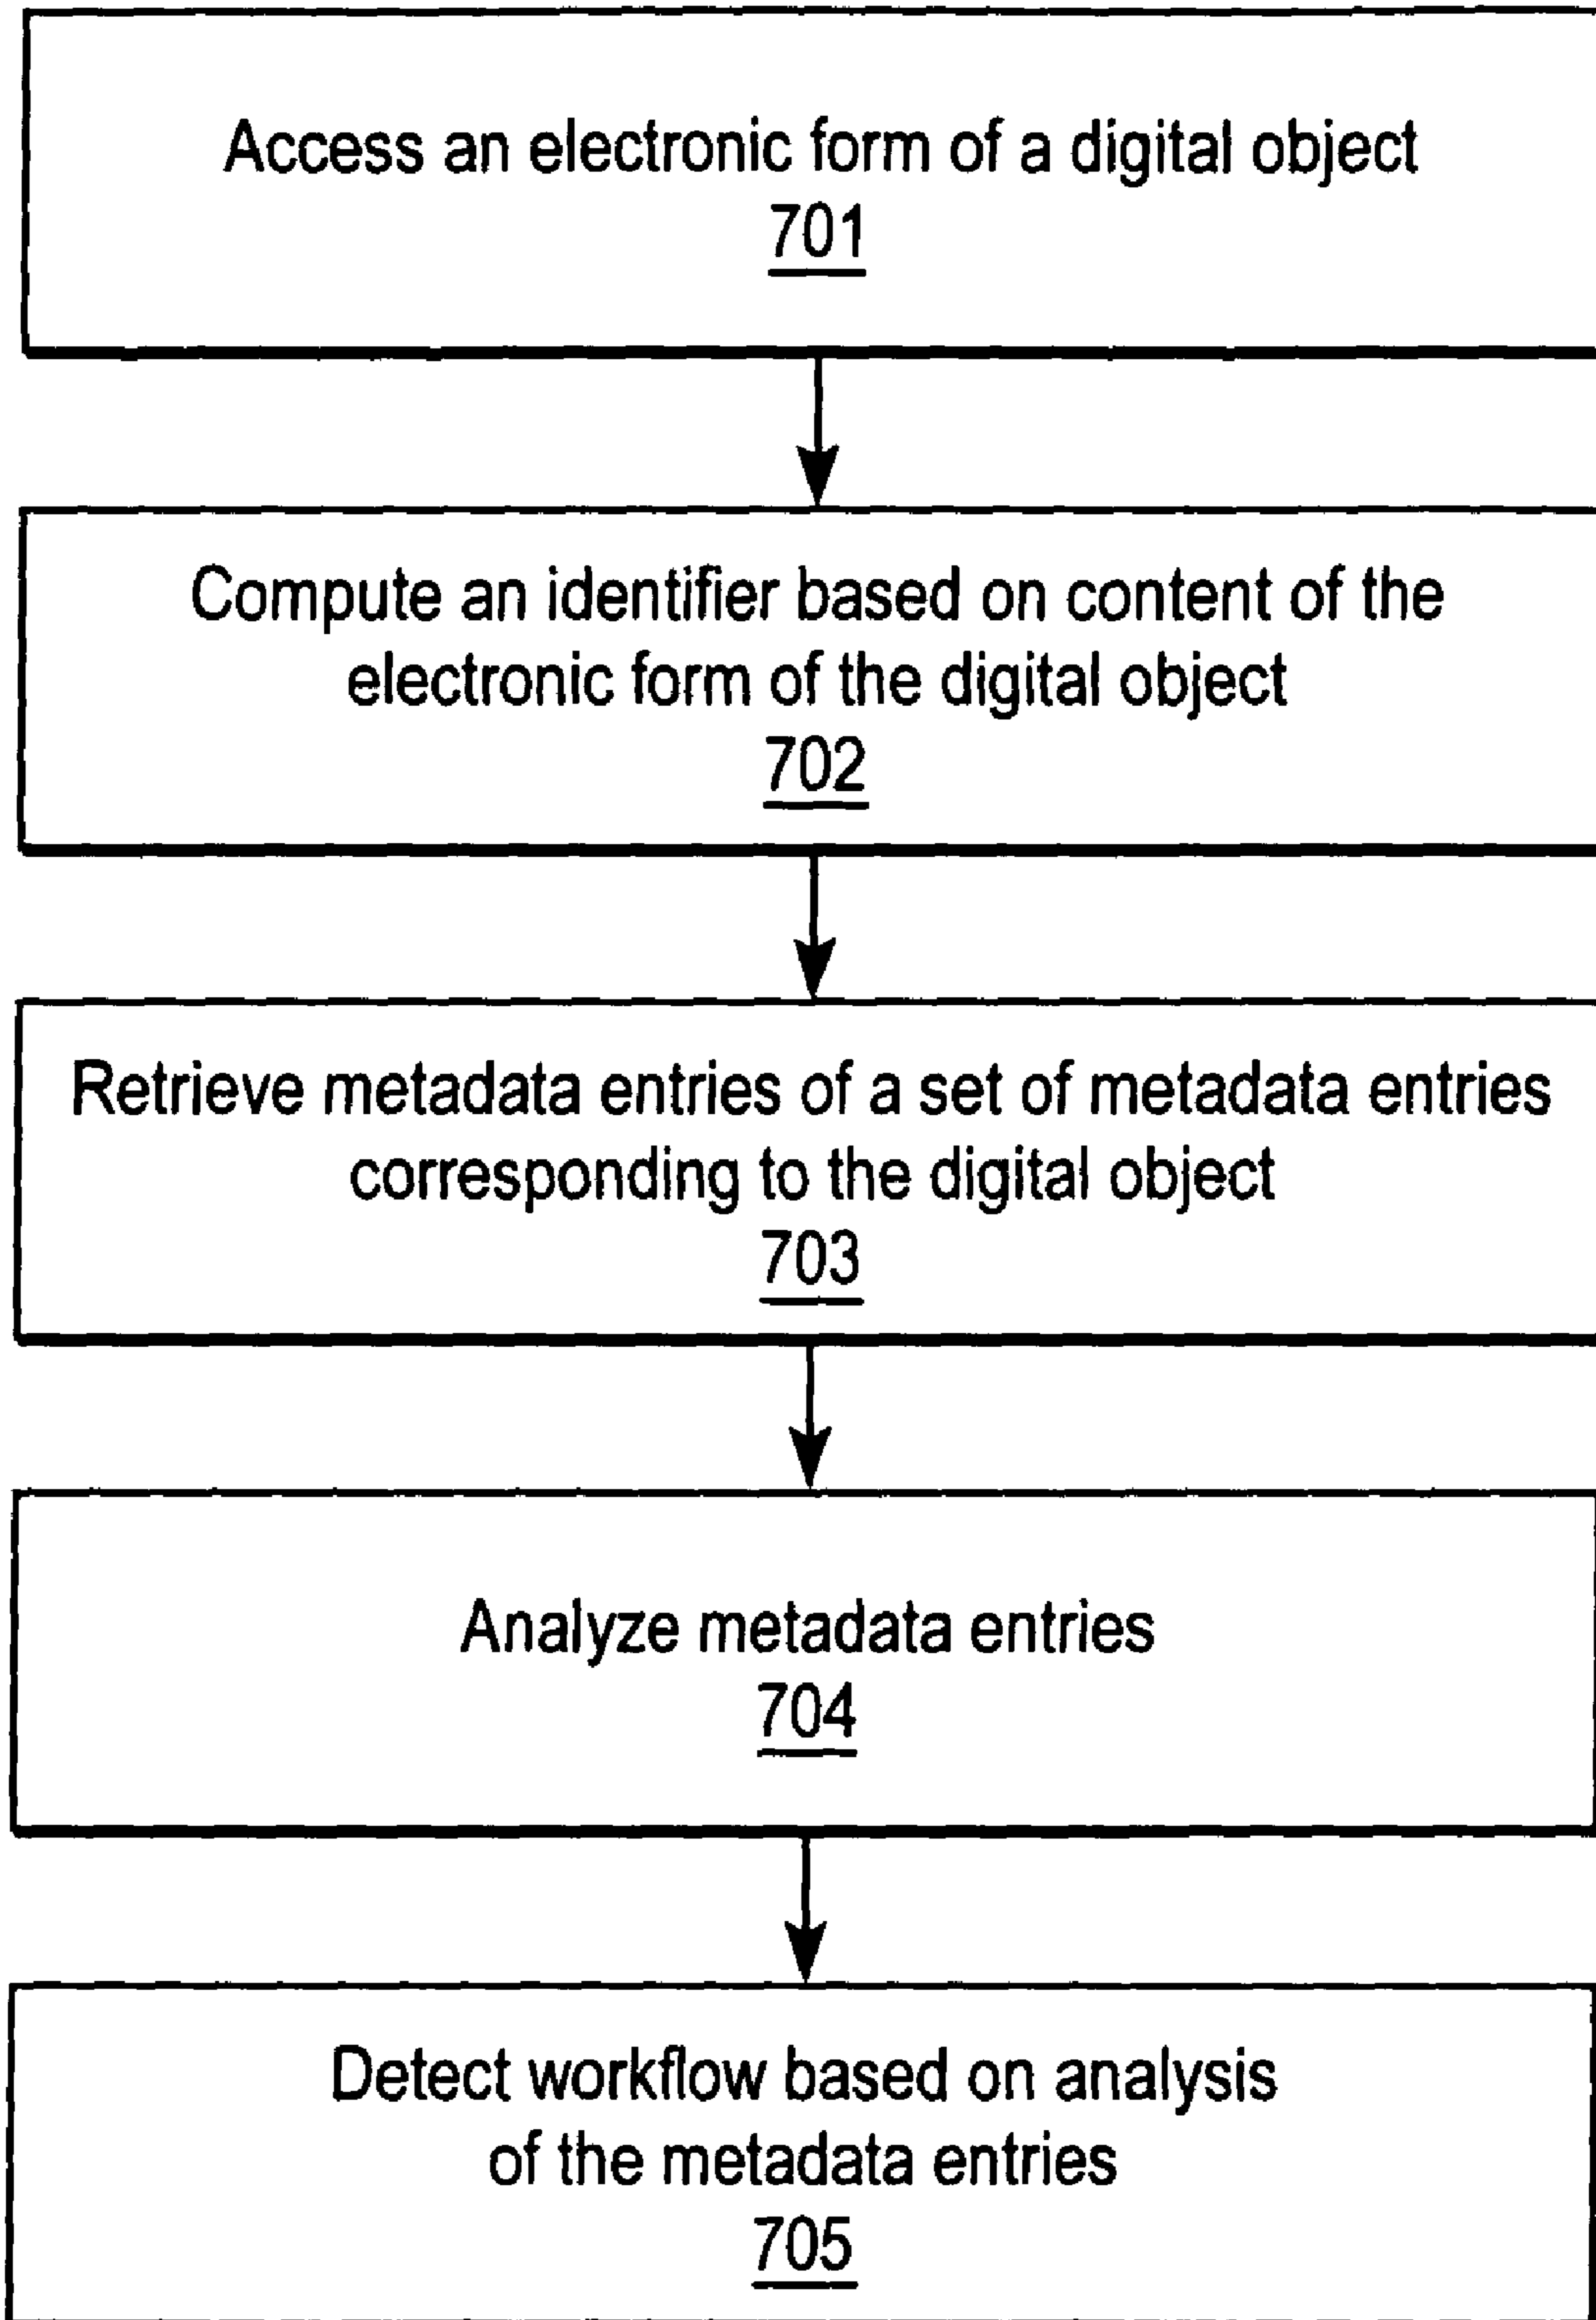 Access an electronic form of a digital object
701
Compute an identifier based on content of the
electronic form of the digital object
702
Retrieve metadata entries of a set of metadata entries
corresponding to the digital object
703
Analyze metadata entries
704
Detect workflow based on analysis
of the metadata entries
705